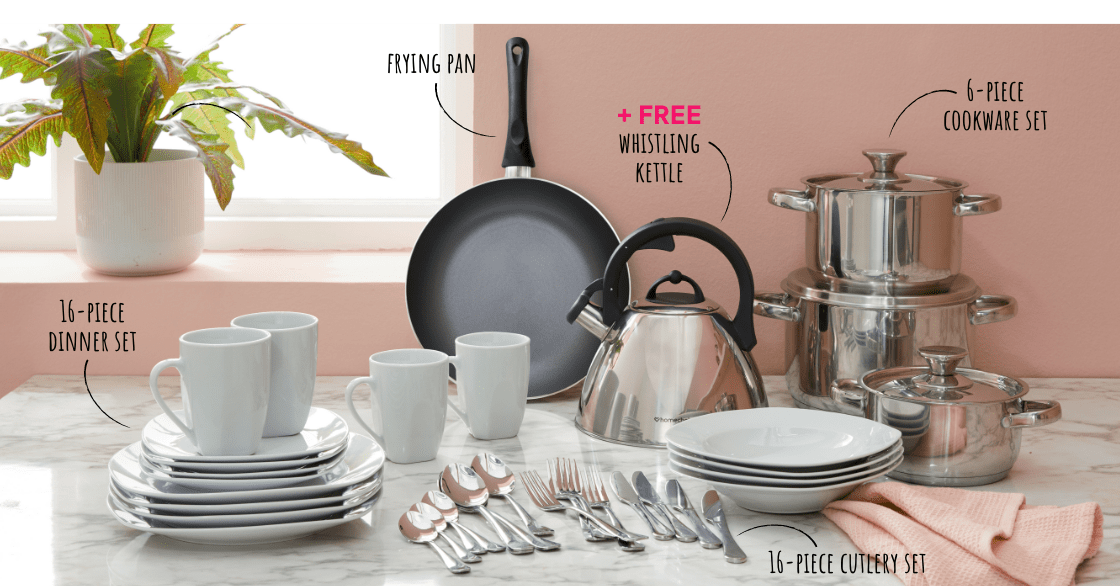 FRYING PAN
+ FREE
WHISTLING
KETTLE
6-PIECE
COOKWARE SET
16-PIECE
DINNER SET
16-PIECE CUTLERY SET